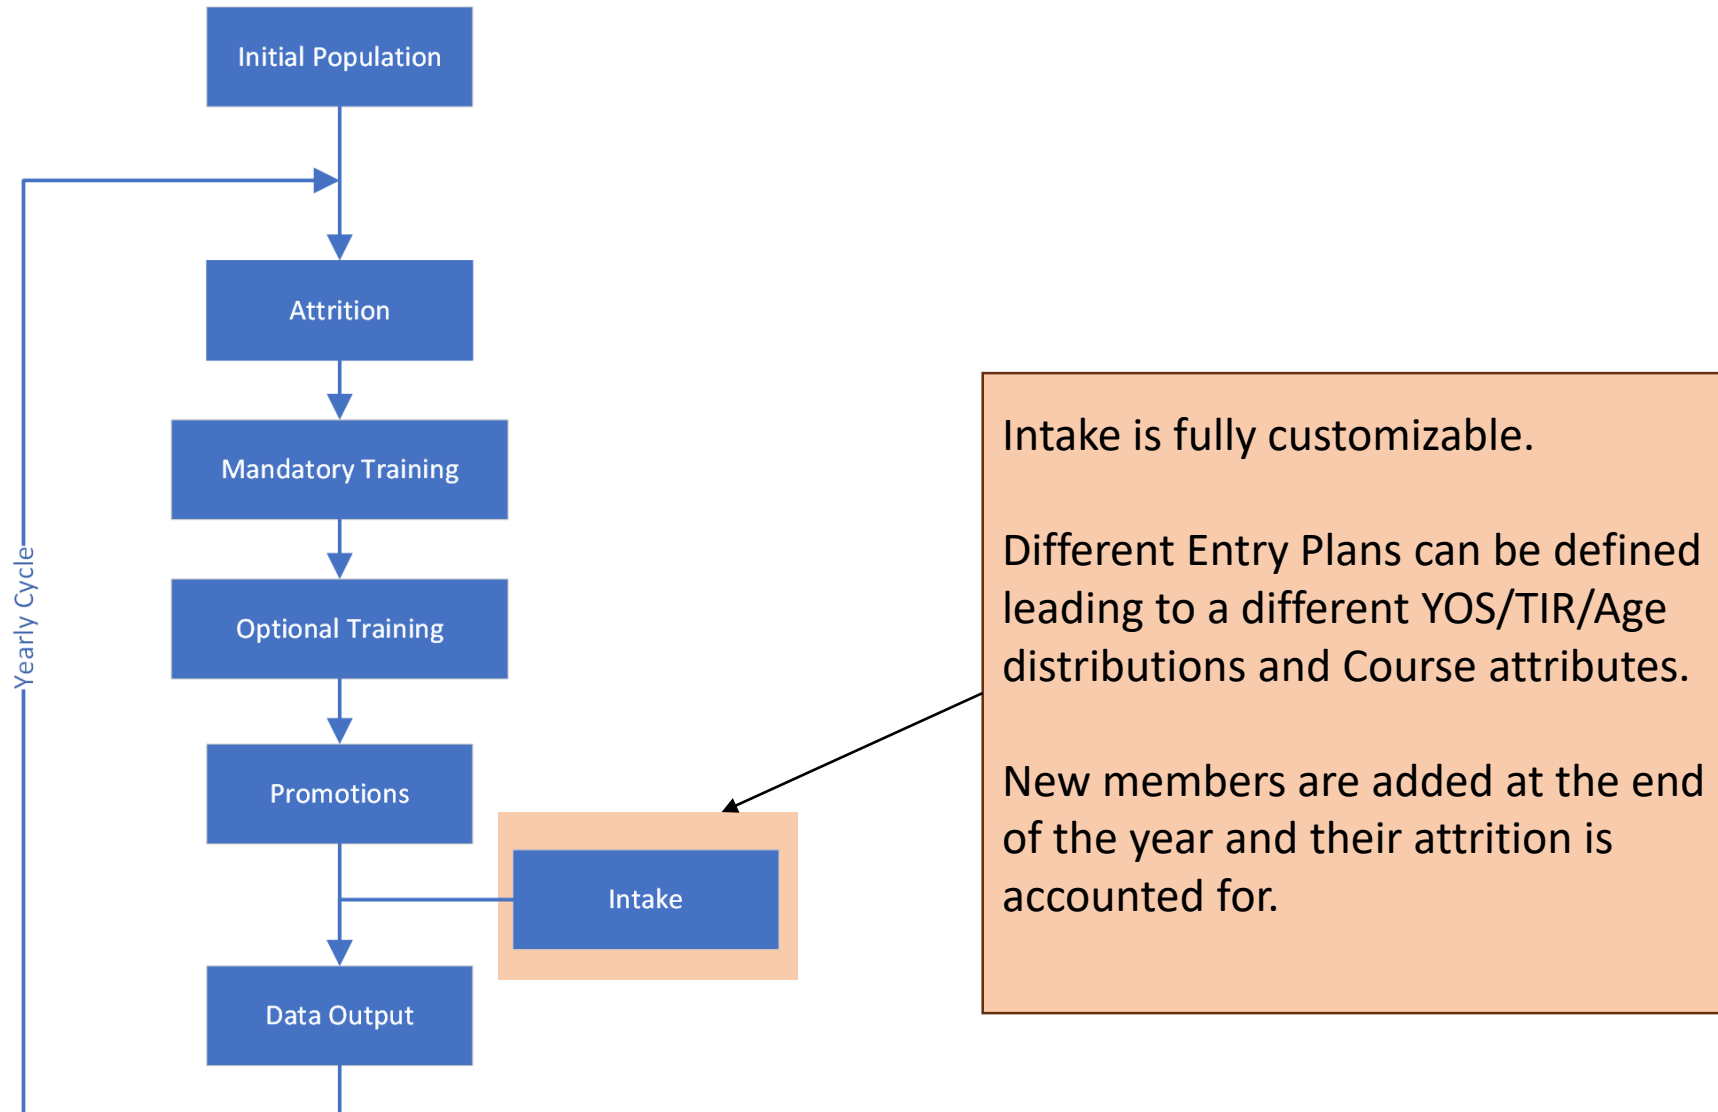 Initial Population
Attrition
Mandatory Training
Optional Training
Yearly Cycle
Promotions
Intake
Data Output
Intake is fully customizable.
Different Entry Plans can be defined
leading to a different YOS/TIR/Age
distributions and Course attributes.
New members are added at the end
of the year and their attrition is
accounted for.